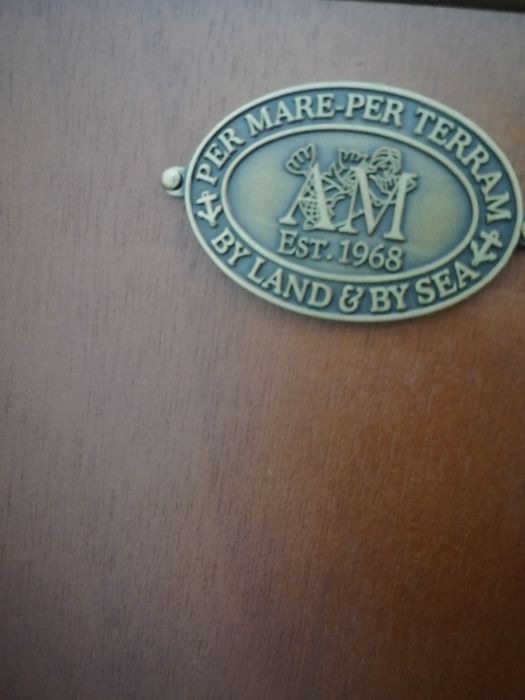 PER MARE-PER TERRAM
AM
EST. 1968
BY LAND & BY SEA